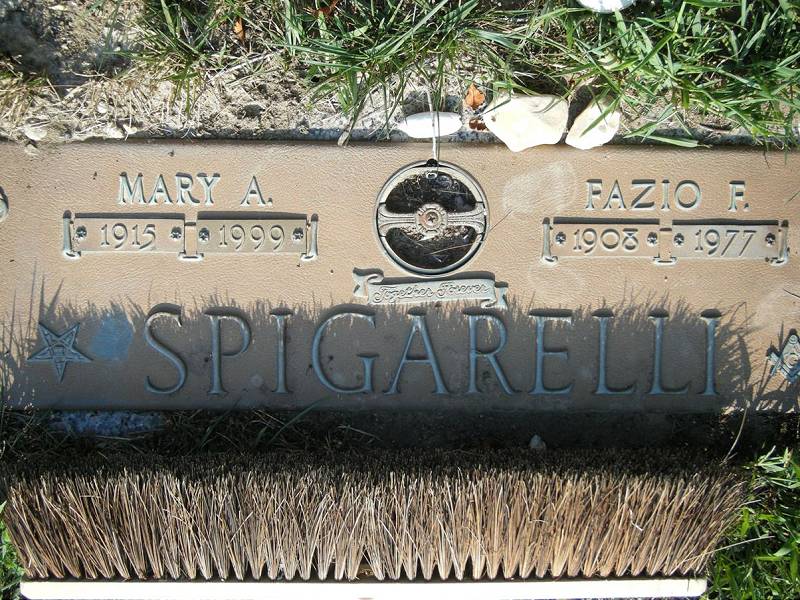 MARY A.
1915 1999
FAZIO F.
1908 1977
Together Forever
SPIGARELLI